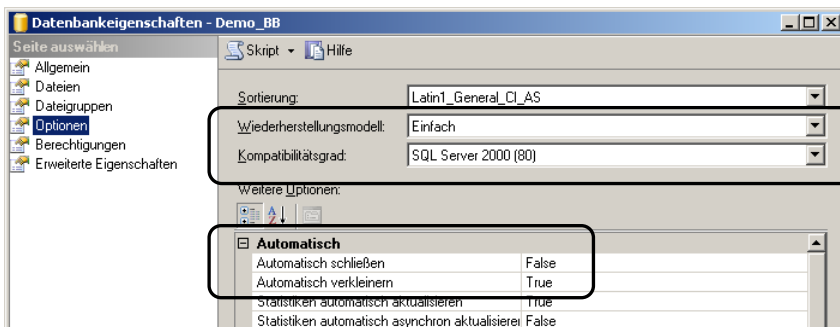 Datenbankeigenschaften - Demo_BB
Seite auswählen
Allgemein
Dateien
Dateigruppen
Optionen
Berechtigungen
Erweiterte Eigenschaften
Skript Hilfe
Sortierung: Latin1_General_CI_AS
Wiederherstellungsmodell: Einfach
Kompatibilitätsgrad: SQL Server 2000 (80)
Weitere Optionen:
Automatisch
Automatisch schließen False
Automatisch verkleinern True
Statistiken automatisch aktualisieren True
Statistiken automatisch asynchron aktualisierei False